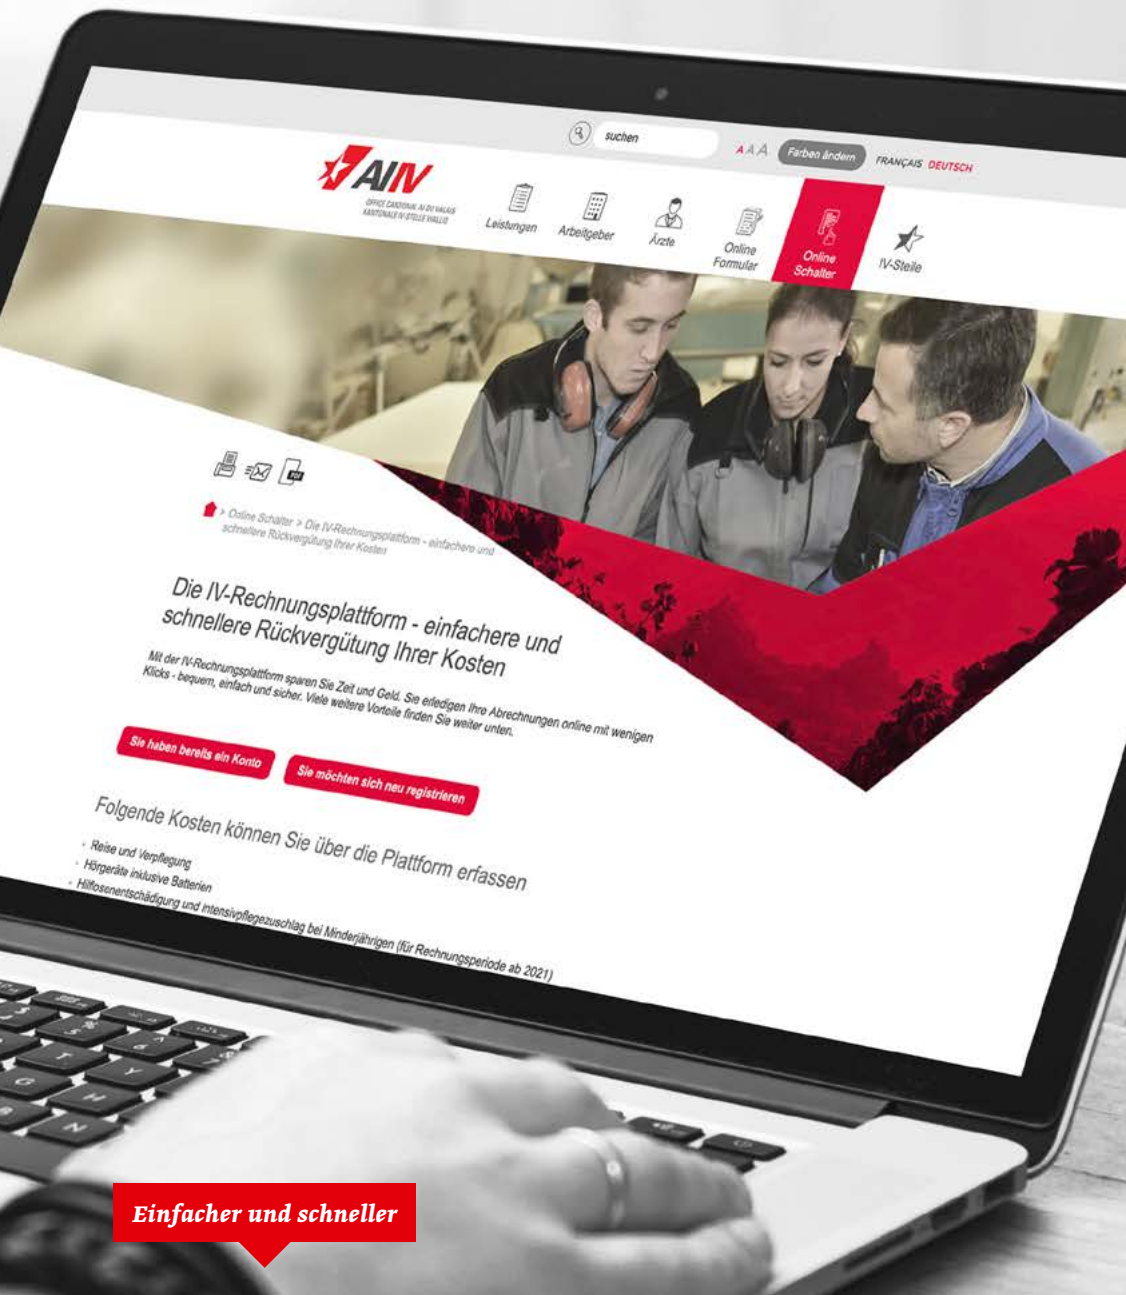 suchen
A A A
Farben ändern
FRANÇAIS DEUTSCH
AI IV
OFFICE CANTONAL AI DU VALAIS
KANTONALE IV-STELLE WALLIS
Leistungen
Arbeitgeber
Ärzte
Online
Formular
Online
Schalter
IV-Stelle
PDF
> Online Schalter > Die IV-Rechnungsplattform - einfachere und
schnellere Rückvergütung Ihrer Kosten
Die IV-Rechnungsplattform - einfachere und
schnellere Rückvergütung Ihrer Kosten
Mit der IV-Rechnungsplattform sparen Sie Zeit und Geld. Sie erledigen Ihre Abrechnungen online mit wenigen
Klicks - bequem, einfach und sicher. Viele weitere Vorteile finden Sie weiter unten.
Sie haben bereits ein Konto
Sie möchten sich neu registrieren
Folgende Kosten können Sie über die Plattform erfassen
- Reise und Verpflegung
- Hörgeräte inklusive Batterien
- Hilflosenentschädigung und Intensivpflegezuschlag bei Minderjährigen (für Rechnungsperiode ab 2021)
Einfacher und schneller